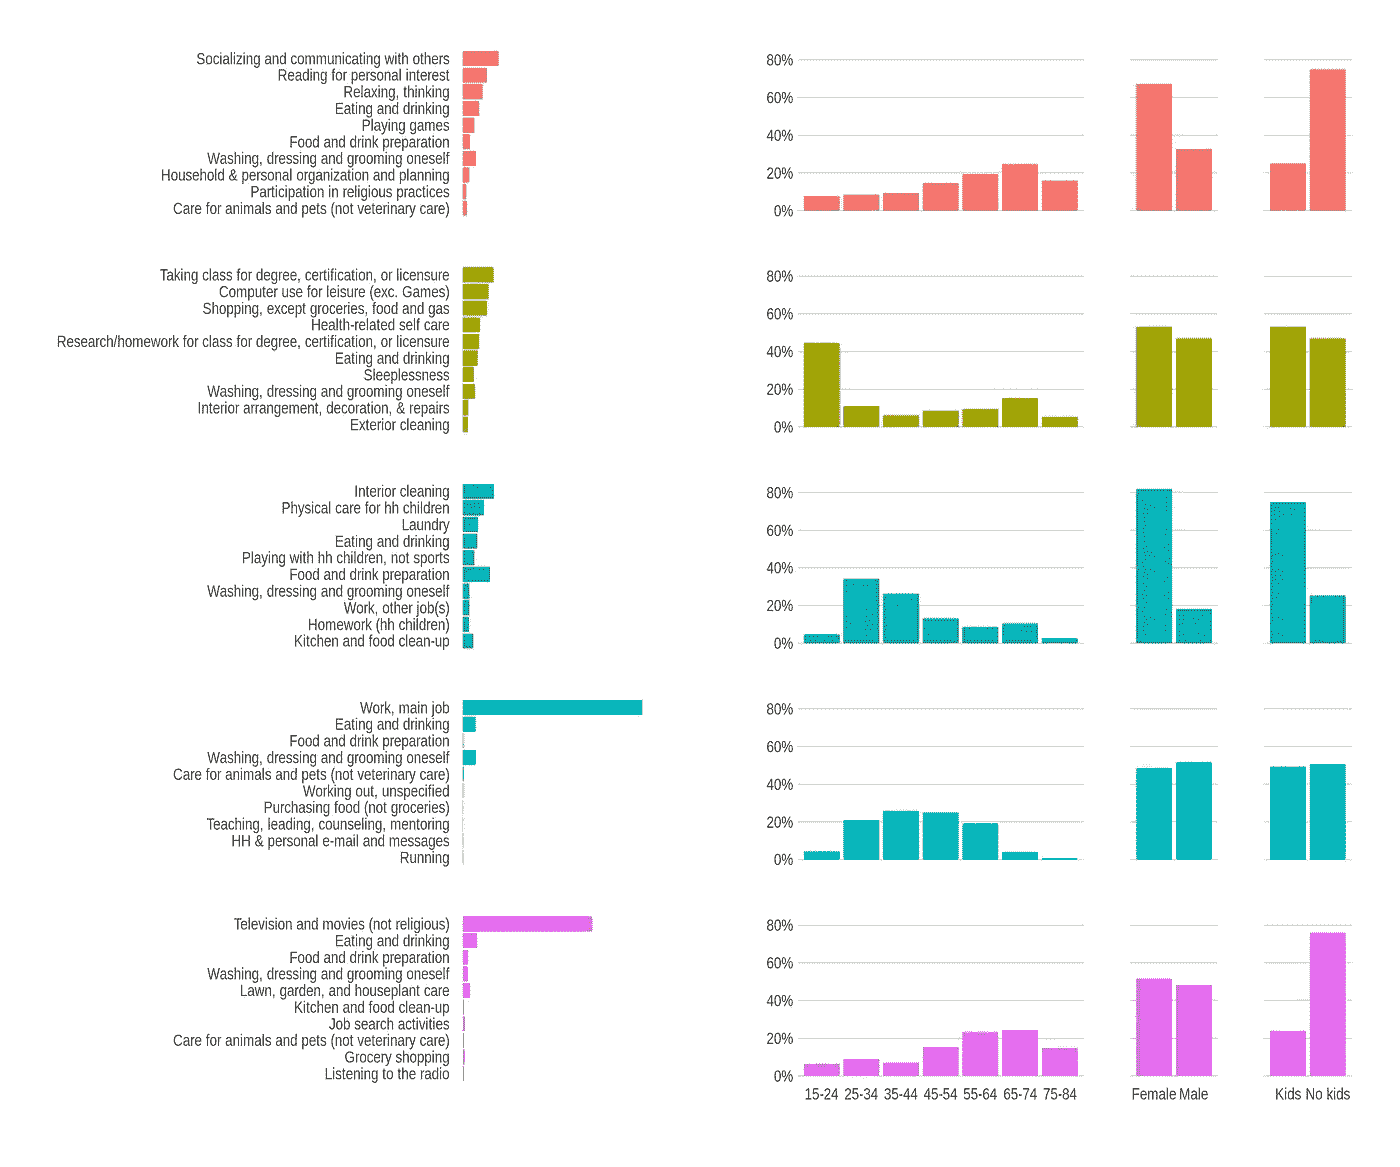 Socializing and communicating with others
Reading for personal interest
Relaxing, thinking
Eating and drinking
Playing games
Food and drink preparation
Washing, dressing and grooming oneself
Household & personal organization and planning
Participation in religious practices
Care for animals and pets (not veterinary care)
80%
60%
40%
20%
0%
Taking class for degree, certification, or licensure
Computer use for leisure (exc. Games)
Shopping, except groceries, food and gas
Health-related self care
Research/homework for class for degree, certification, or licensure
Eating and drinking
Sleeplessness
Washing, dressing and grooming oneself
Interior arrangement, decoration, & repairs
Exterior cleaning
80%
60%
40%
20%
0%
Interior cleaning
Physical care for hh children
Laundry
Eating and drinking
Playing with hh children, not sports
Food and drink preparation
Washing, dressing and grooming oneself
Work, other job(s)
Homework (hh children)
Kitchen and food clean-up
80%
60%
40%
20%
0%
Work, main job
Eating and drinking
Food and drink preparation
Washing, dressing and grooming oneself
Care for animals and pets (not veterinary care)
Working out, unspecified
Purchasing food (not groceries)
Teaching, leading, counseling, mentoring
HH & personal e-mail and messages
Running
80%
60%
40%
20%
0%
Television and movies (not religious)
Eating and drinking
Food and drink preparation
Washing, dressing and grooming oneself
Lawn, garden, and houseplant care
Kitchen and food clean-up
Job search activities
Care for animals and pets (not veterinary care)
Grocery shopping
Listening to the radio
80%
60%
40%
20%
0%
15-24 25-34 35-44 45-54 55-64 65-74 75-84
Female Male
Kids No kids